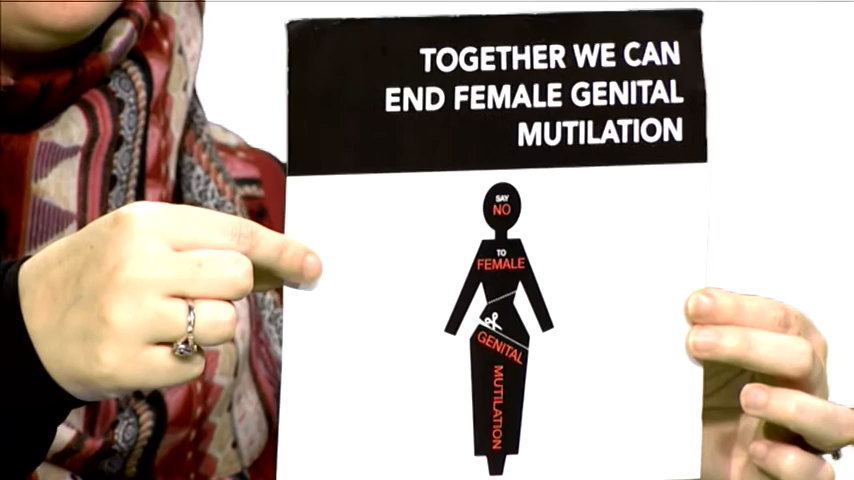 TOGETHER WE CAN
END FEMALE GENITAL
MUTILATION
SAY
NO
TO
FEMALE
GENITAL
MUTILATION